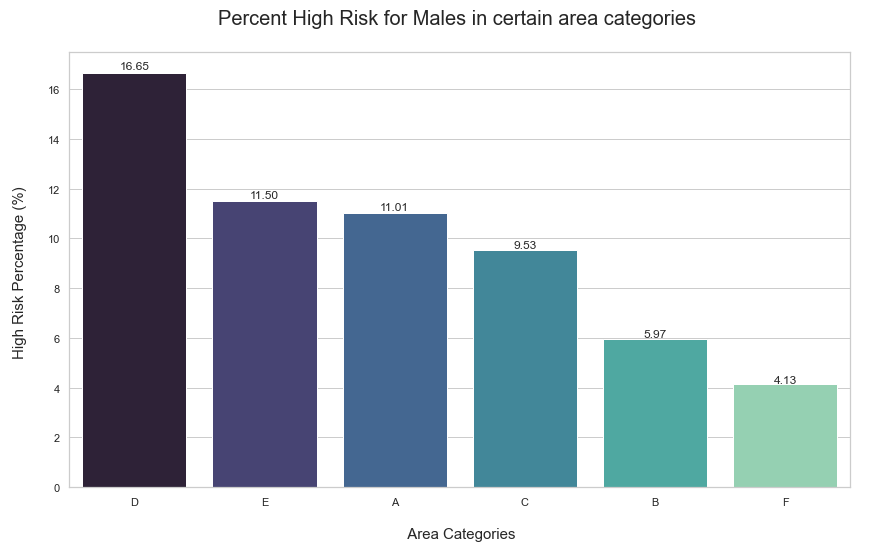 Percent High Risk for Males in certain area categories
High Risk Percentage (%)
16
14
12
10
8
6
4
2
0
16.65
11.50
11.01
9.53
5.97
4.13
D
E
A
C
B
F
Area Categories